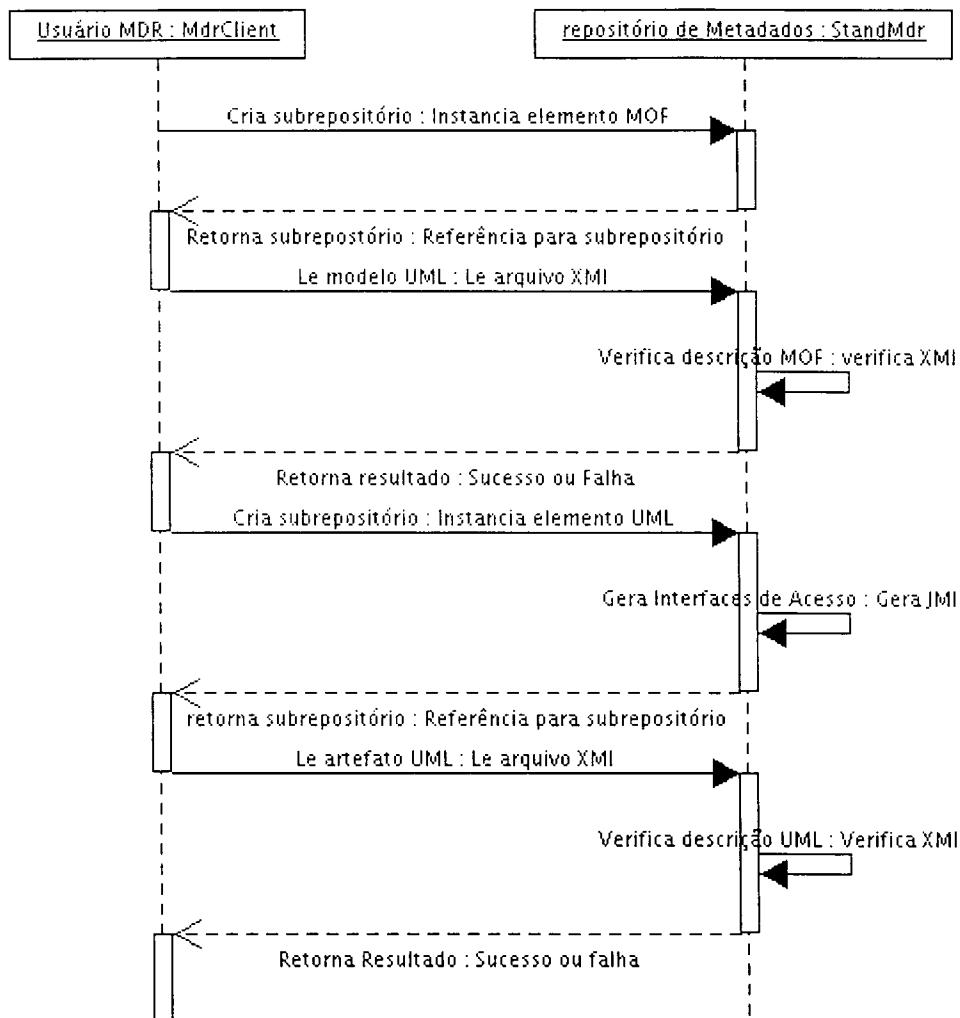 Usuário MDR : MdrClient
repositório de Metadados : StandMdr
Cria subrepositório : Instancia elemento MOF
Retorna subrepostório : Referência para subrepositório
Le modelo UML : Le arquivo XMI
Verifica descrição MOF : verifica XMI
Retorna resultado : Sucesso ou Falha
Cria subrepositório : Instancia elemento UML
Gera Interfaces de Acesso : Gera JMI
retorna subrepositório : Referência para subrepositório
Le artefato UML : Le arquivo XMI
Verifica descrição UML : Verifica XMI
Retorna Resultado : Sucesso ou falha